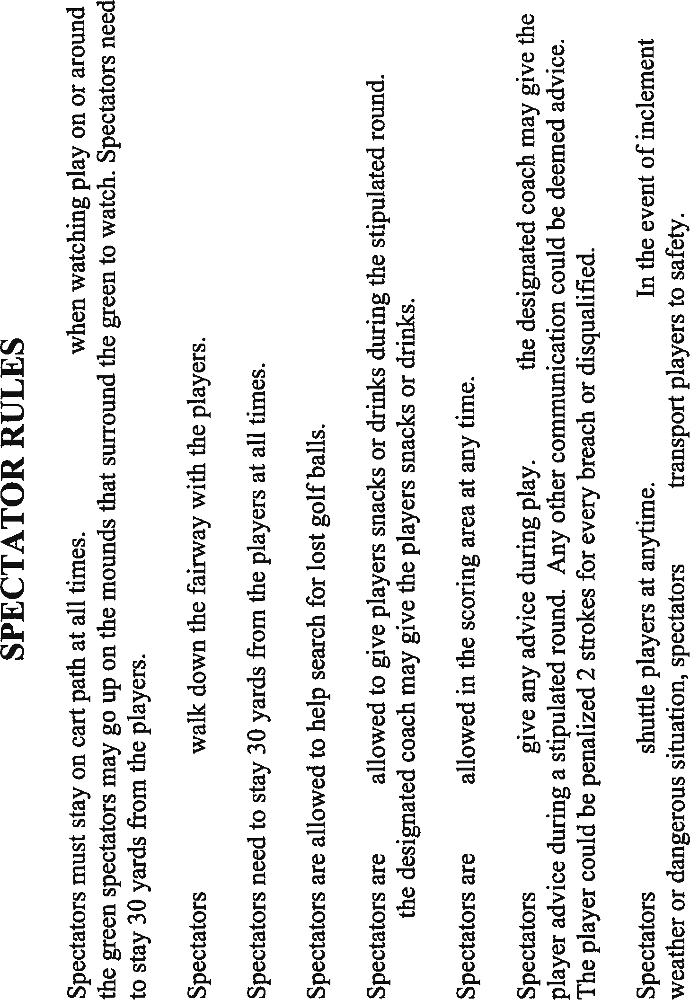 SPECTATOR RULES
Spectators must stay on cart path at all times. when watching play on or around
the green spectators may go up on the mounds that surround the green to watch. Spectators need
to stay 30 yards from the players.
Spectators walk down the fairway with the players.
Spectators need to stay 30 yards from the players at all times.
Spectators are allowed to help search for lost golf balls.
Spectators are allowed to give players snacks or drinks during the stipulated round.
the designated coach may give the players snacks or drinks.
Spectators are allowed in the scoring area at any time.
Spectators give any advice during play. the designated coach may give the
player advice during a stipulated round. Any other communication could be deemed advice.
The player could be penalized 2 strokes for every breach or disqualified.
Spectators shuttle players at anytime. In the event of inclement
weather or dangerous situation, spectators transport players to safety.